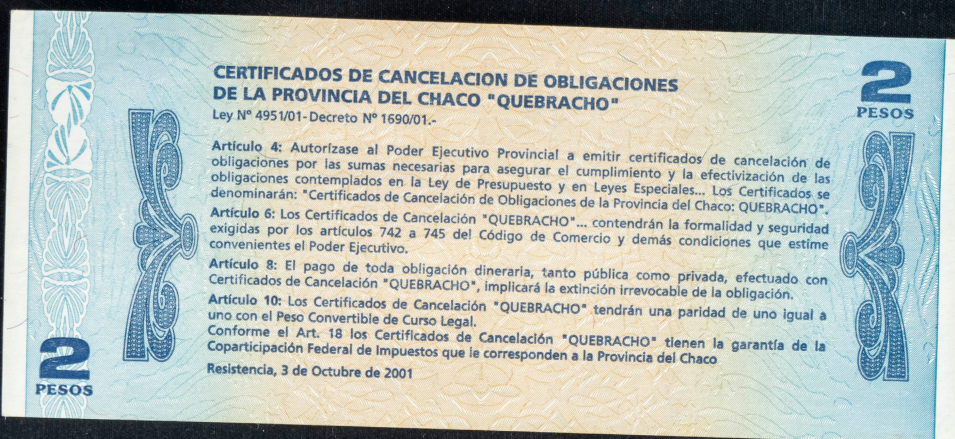 CERTIFICADOS DE CANCELACION DE OBLIGACIONES
DE LA PROVINCIA DEL CHACO "QUEBRACHO"
Ley Nº 4951/01-Decreto Nº 1690/01.-
2
PESOS
Artículo 4: Autorízase al Poder Ejecutivo Provincial a emitir certificados de cancelación de
obligaciones por las sumas necesarias para asegurar el cumplimiento y la efectivización de las
obligaciones contemplados en la Ley de Presupuesto y en Leyes Especiales... Los Certificados se
denominarán: "Certificados de Cancelación de Obligaciones de la Provincia del Chaco: QUEBRACHO".
Artículo 6: Los Certificados de Cancelación "QUEBRACHO"... contendrán la formalidad y seguridad
exigidas por los artículos 742 a 745 del Código de Comercio y demás condiciones que estime
convenientes el Poder Ejecutivo.
Artículo 8: El pago de toda obligación dineraria, tanto pública como privada, efectuado con
Certificados de Cancelación "QUEBRACHO", implicará la extinción irrevocable de la obligación.
Artículo 10: Los Certificados de Cancelación "QUEBRACHO" tendrán una paridad de uno igual a
uno con el Peso Convertible de Curso Legal.
Conforme el Art. 18 los Certificados de Cancelación "QUEBRACHO" tienen la garantía de la
Coparticipación Federal de Impuestos que le corresponden a la Provincia del Chaco
Resistencia, 3 de Octubre de 2001
2
PESOS